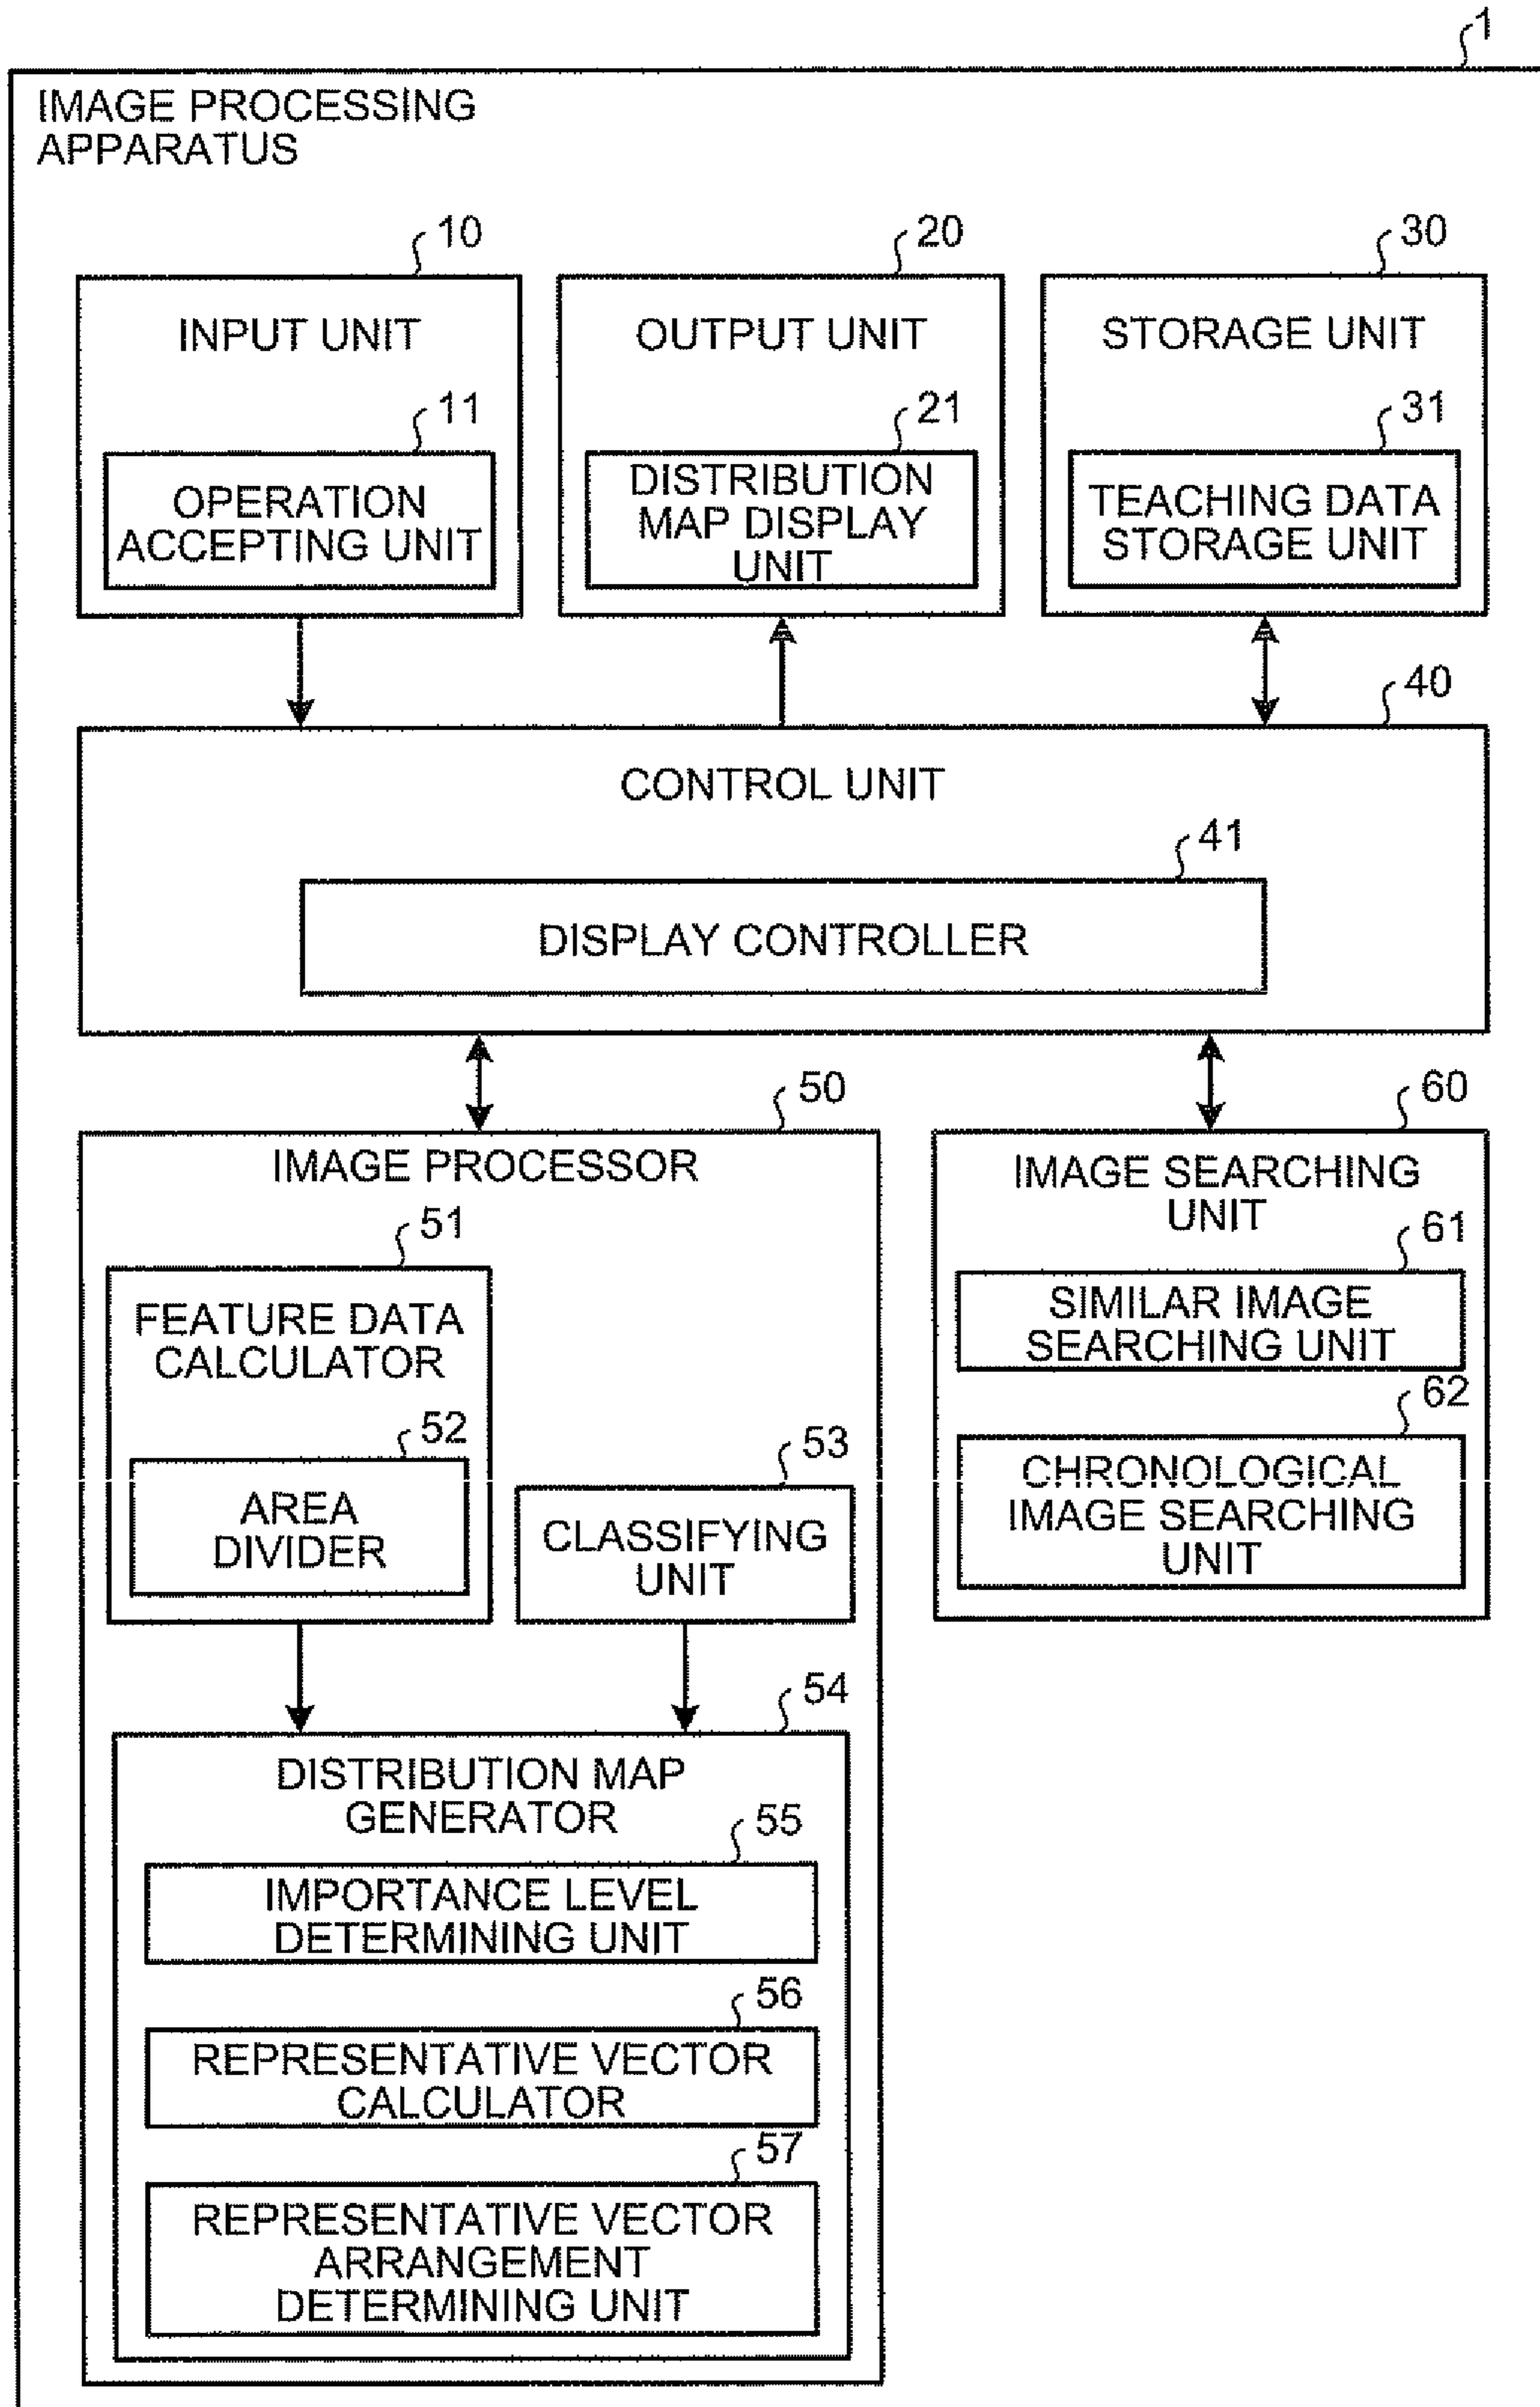 1
IMAGE PROCESSING
APPARATUS
10
INPUT UNIT
11
OPERATION
ACCEPTING UNIT
20
OUTPUT UNIT
21
DISTRIBUTION
MAP DISPLAY
UNIT
30
STORAGE UNIT
31
TEACHING DATA
STORAGE UNIT
40
CONTROL UNIT
41
DISPLAY CONTROLLER
50
IMAGE PROCESSOR
51
FEATURE DATA
CALCULATOR
52
AREA
DIVIDER
53
CLASSIFYING
UNIT
54
DISTRIBUTION MAP
GENERATOR
55
IMPORTANCE LEVEL
DETERMINING UNIT
56
REPRESENTATIVE VECTOR
CALCULATOR
57
REPRESENTATIVE VECTOR
ARRANGEMENT
DETERMINING UNIT
60
IMAGE SEARCHING
UNIT
61
SIMILAR IMAGE
SEARCHING UNIT
62
CHRONOLOGICAL
IMAGE SEARCHING
UNIT